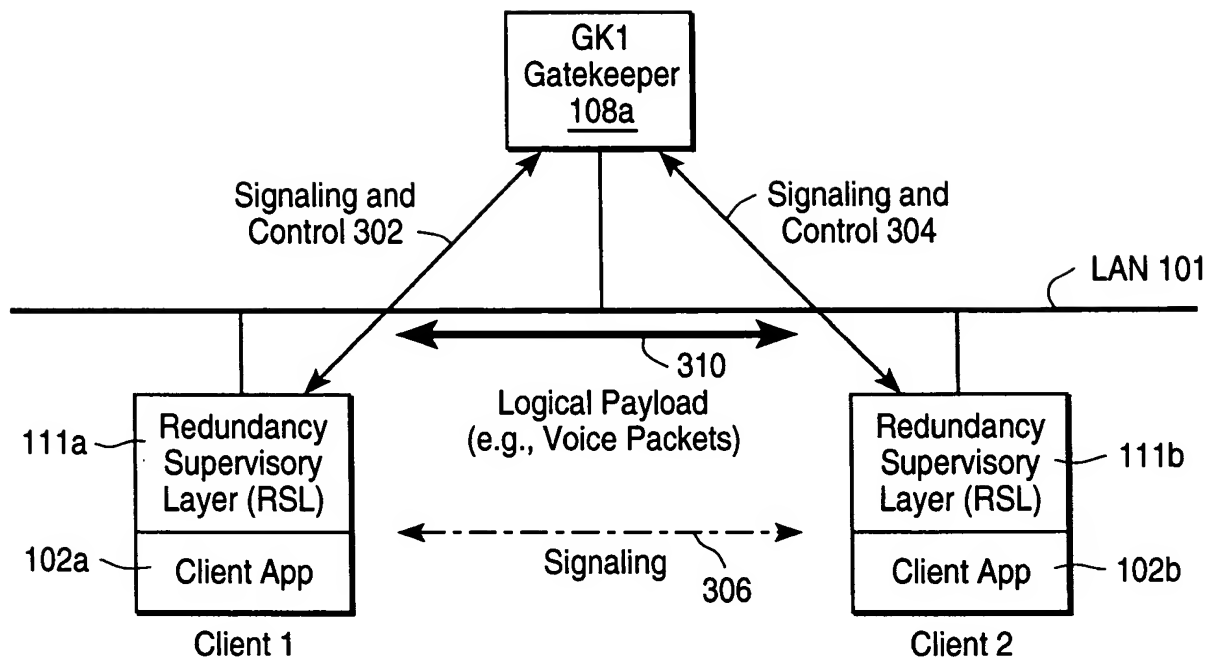 GK1
Gatekeeper
108a
Signaling and
Control 302
Signaling and
Control 304
LAN 101
310
Logical Payload
(e.g., Voice Packets)
111a
Redundancy
Supervisory
Layer (RSL)
102a
Client App
Client 1
Signaling
306
Redundancy
Supervisory
Layer (RSL)
111b
Client App
102b
Client 2